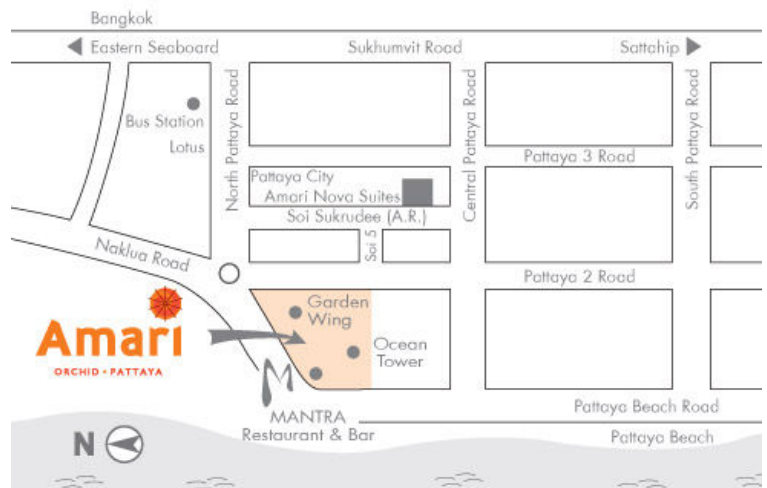 Bangkok
Eastern Seaboard
Sukhumvit Road
Sattahip
North Pattaya Road
Central Pattaya Road
South Pattaya Road
Bus Station
Lotus
Pattaya 3 Road
Pattaya City
Amari Nova Suites
Soi Sukrudee (A.R.)
Soi 5
Naklua Road
Pattaya 2 Road
Garden
Wing
Amari
ORCHID • PATTAYA
Ocean
Tower
M
MANTRA
Restaurant & Bar
Pattaya Beach Road
Pattaya Beach
N